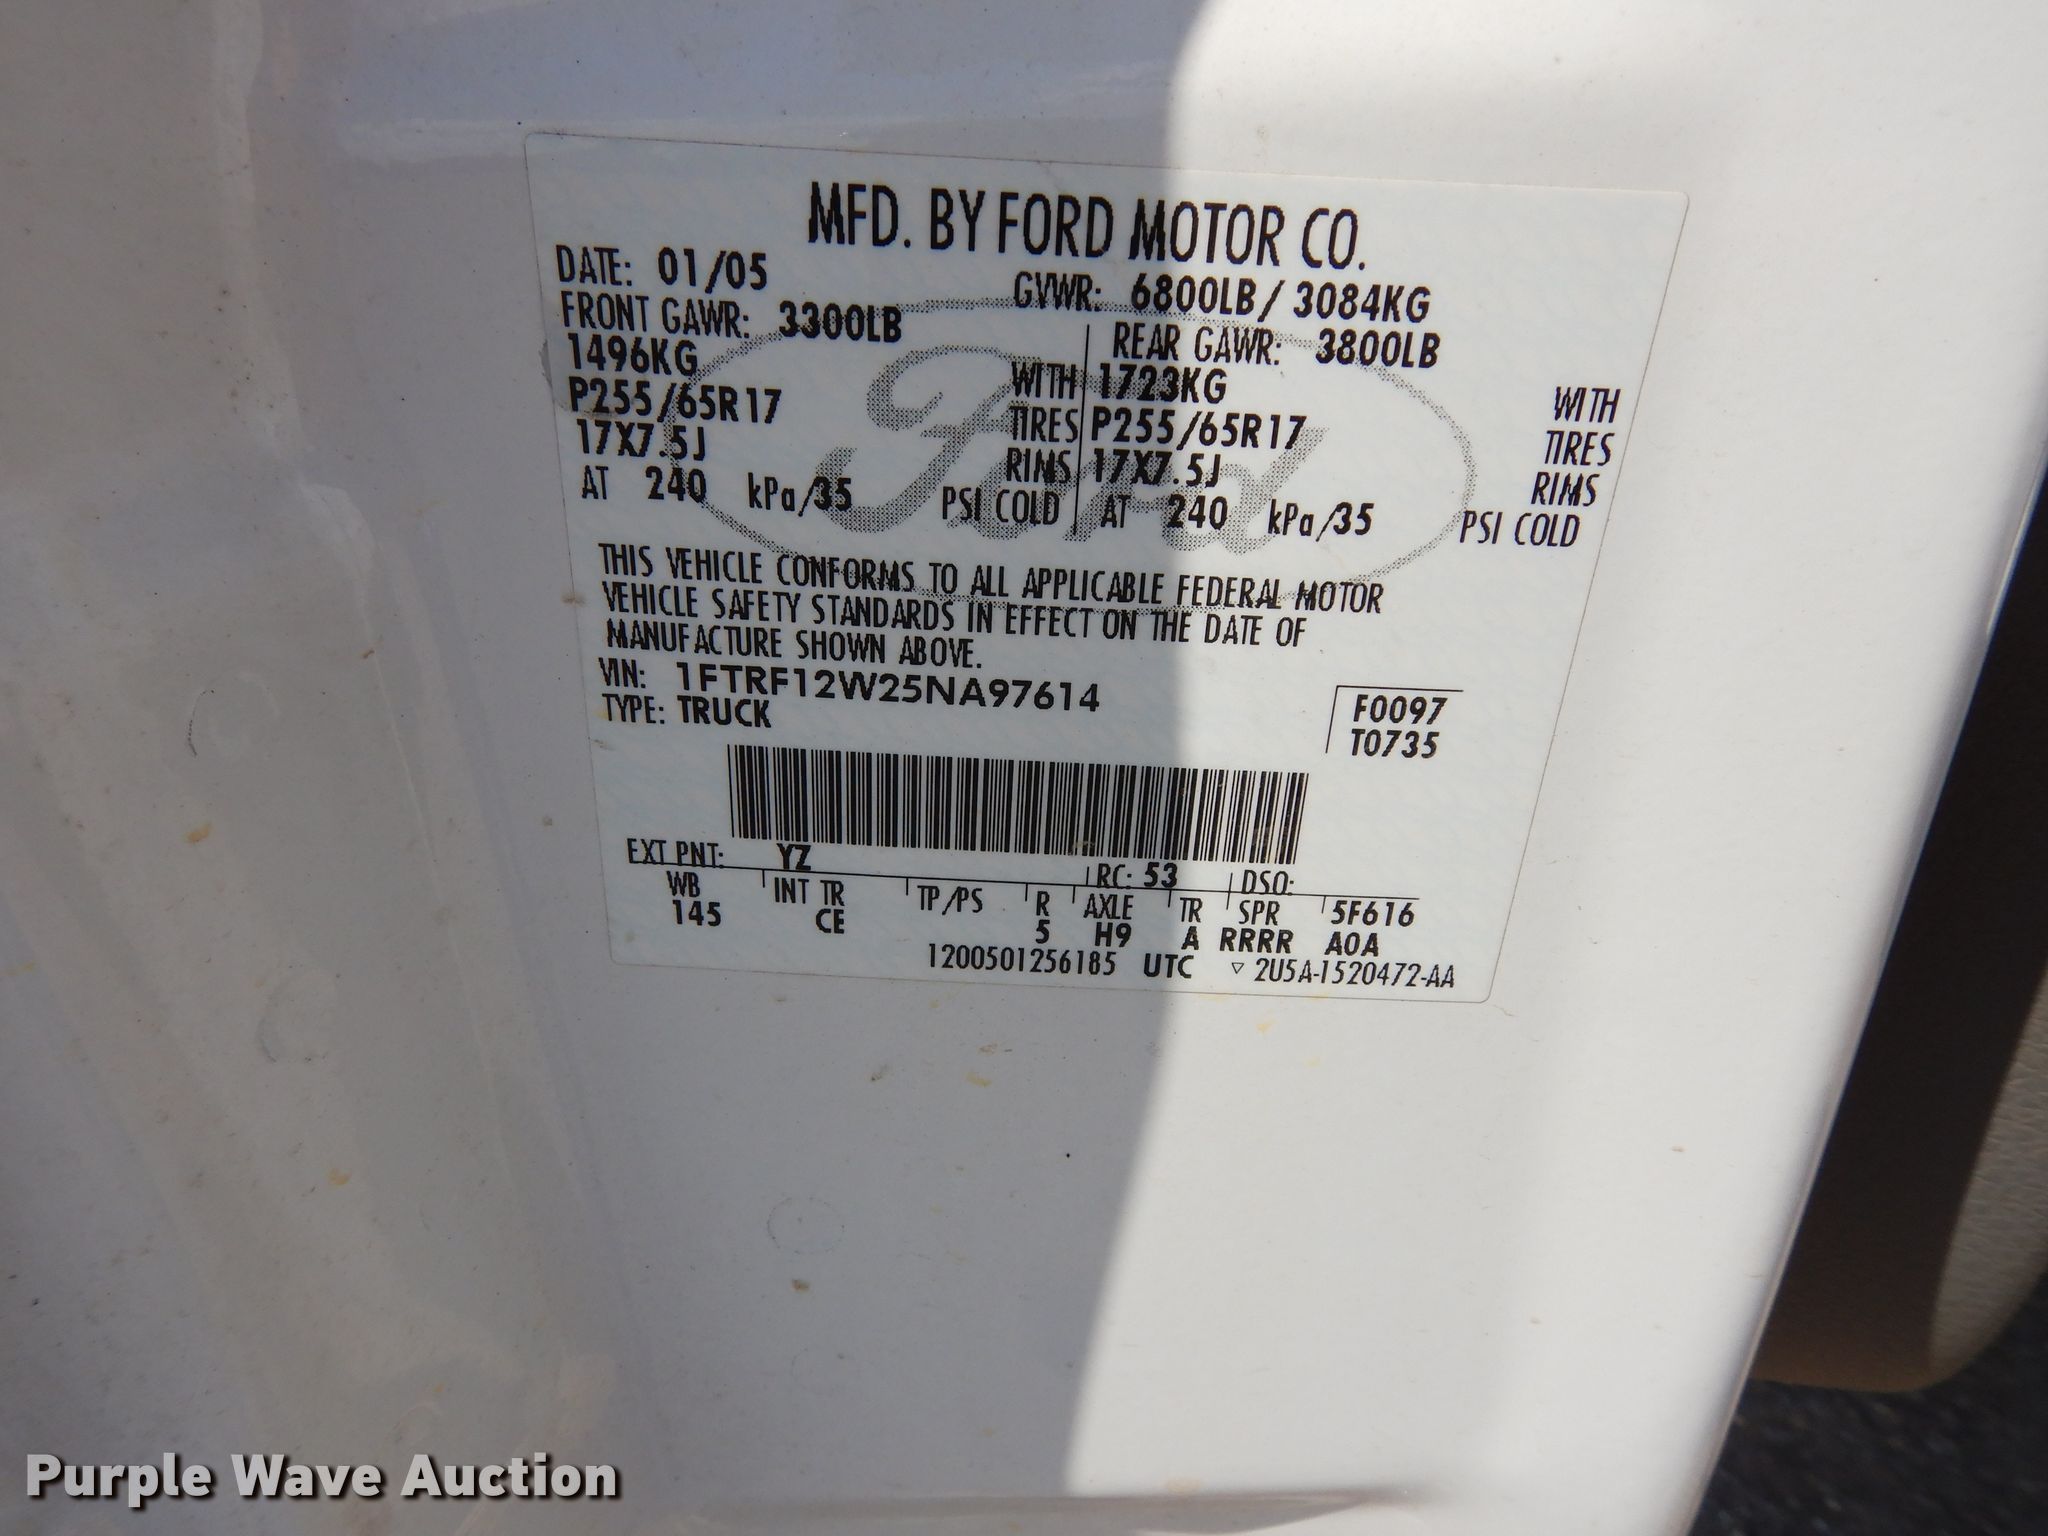 MFD. BY FORD MOTOR CO.
DATE: 01/05 GVWR: 6800LB/ 3084KG
FRONT GAWR: 3300LB REAR GAWR: 3800LB
1496KG WITH 1723KG WITH
P255/65R17 TIRES P255/65R17 TIRES
17X7.5J RIMS 17X7.5J RIMS
AT 240 kPa/35 PSI COLD AT 240 kPa/35 PSI COLD
Ford
THIS VEHICLE CONFORMS TO ALL APPLICABLE FEDERAL MOTOR
VEHICLE SAFETY STANDARDS IN EFFECT ON THE DATE OF
MANUFACTURE SHOWN ABOVE.
VIN: 1FTRF12W25NA97614
TYPE: TRUCK
F0097
T0735
EXT PNT: YZ RC: 53 DSO:
WB INT TR TP/PS R AXLE TR SPR 5F616
145 CE 5 H9 A RRRR A0A
1200501256185 UTC ▽ 2U5A-1520472-AA
Purple Wave Auction